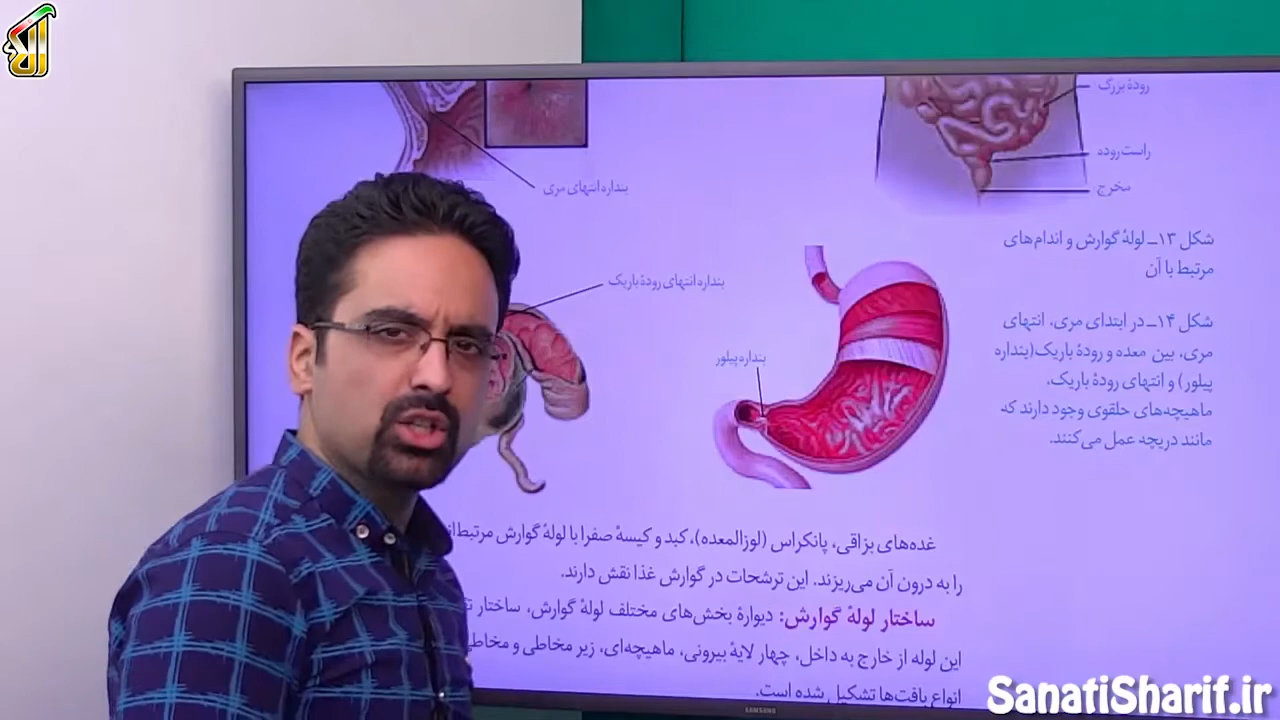 آلاء
رودهٔ بزرگ
راست‌روده
مخرج
بنداره انتهای مری
شکل ۱۳ــ لولهٔ گوارش و اندام‌های
مرتبط با آن
بنداره انتهای رودهٔ باریک
شکل ۱۴ــ در ابتدای مری، انتهای
مری، بین معده و رودهٔ باریک(بنداره
پیلور) و انتهای رودهٔ باریک،
ماهیچه‌های حلقوی وجود دارند که
مانند دریچه عمل می‌کنند.
بنداره پیلور
غده‌های بزاقی، پانکراس (لوزالمعده)، کبد و کیسهٔ صفرا با لولهٔ گوارش
را به درون آن می‌ریزند. این ترشحات در گوارش غذا نقش دارند.
ساختار لولهٔ گوارش: دیوارهٔ بخش‌های مختلف لولهٔ گوارش، ساختار
این لوله از خارج به داخل، چهار لایهٔ بیرونی، ماهیچه‌ای، زیر مخاطی و
انواع بافت‌ها تشکیل شده است.
SAMSUNG
SanatiSharif.ir